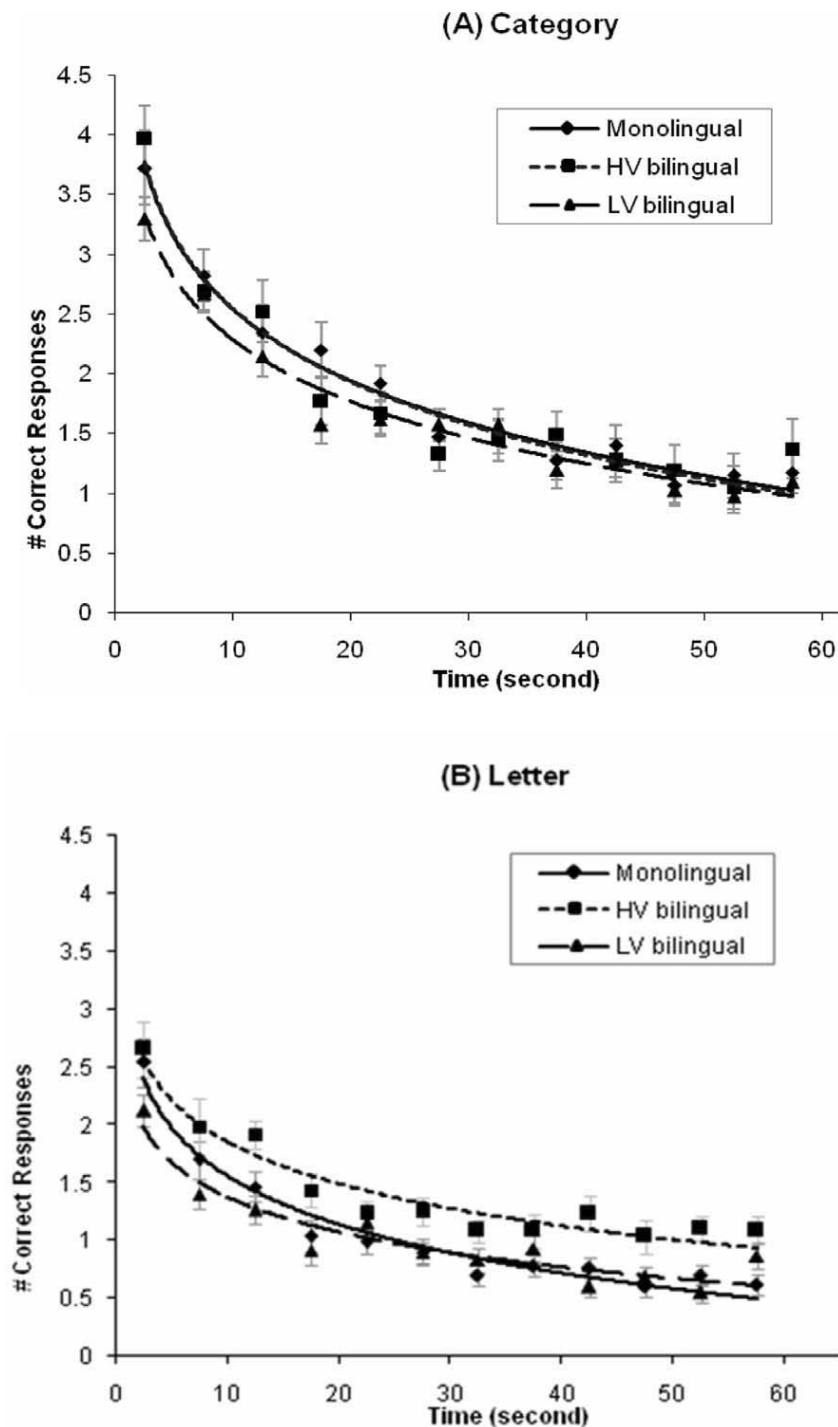 (A) Category
4.5
4
3.5
3
2.5
2
1.5
1
0.5
0
# Correct Responses
Monolingual
HV bilingual
LV bilingual
0 10 20 30 40 50 60
Time (second)
(B) Letter
4.5
4
3.5
3
2.5
2
1.5
1
0.5
0
# Correct Responses
Monolingual
HV bilingual
LV bilingual
0 10 20 30 40 50 60
Time (second)